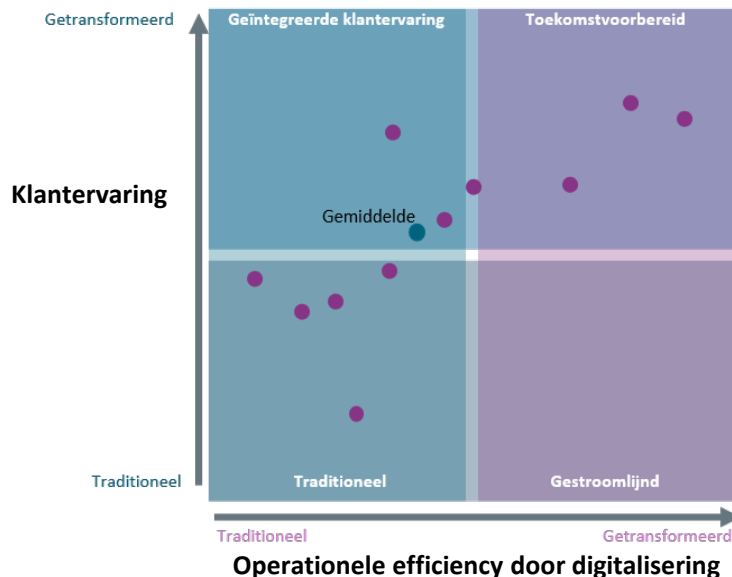 Getransformeerd
Geïntegreerde klantervaring
Toekomstvoorbereid
Klantervaring
Gemiddelde
Traditioneel
Traditioneel
Gestroomlijnd
Traditioneel
Getransformeerd
Operationele efficiency door digitalisering